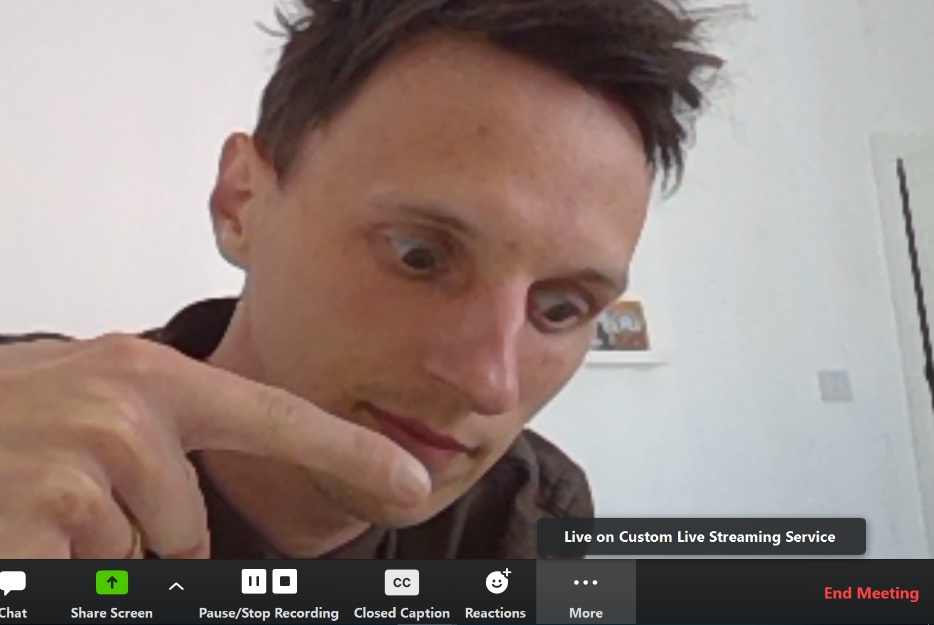 Live on Custom Live Streaming Service
CC
Chat
Share Screen
Pause/Stop Recording
Closed Caption
Reactions
More
End Meeting